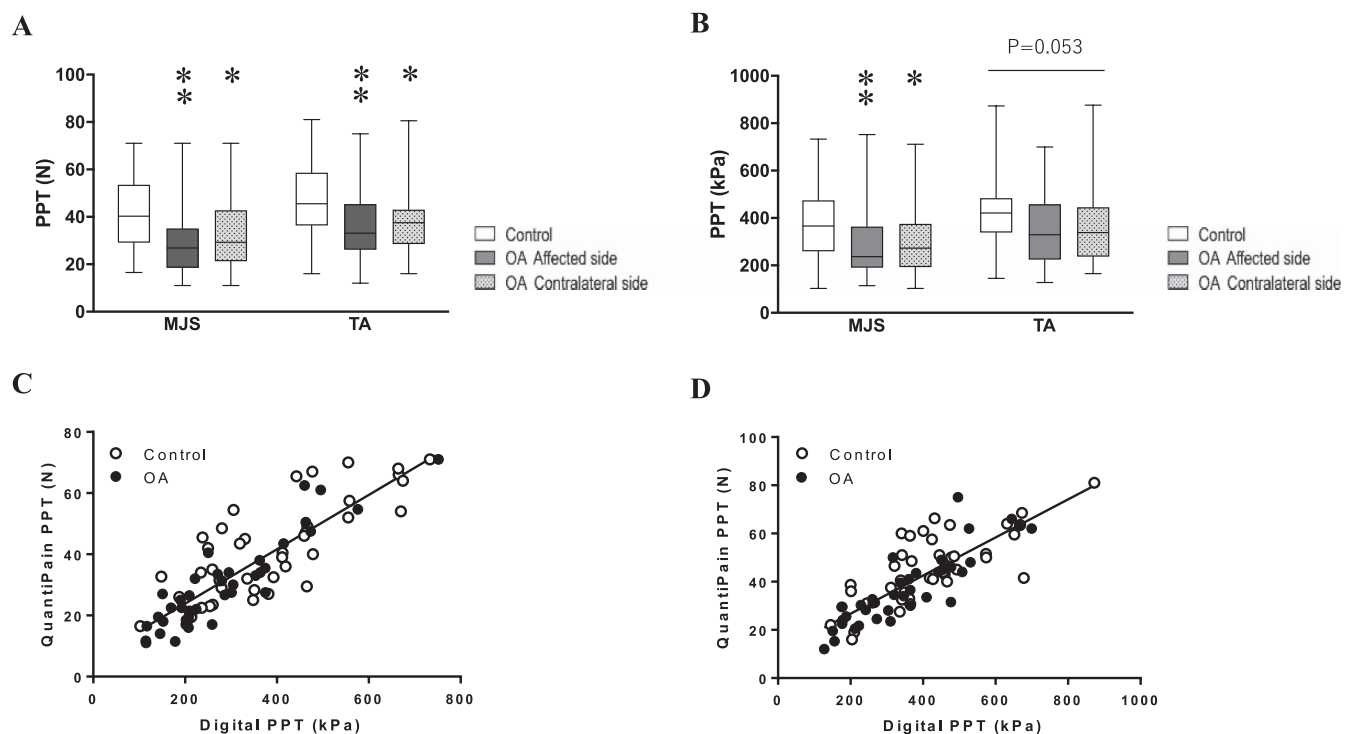 A
PPT (N)
100
80
60
40
20
0
** * ** *
MJS TA
Control
OA Affected side
OA Contralateral side
B
P=0.053
PPT (kPa)
1000
800
600
400
200
0
** *
MJS TA
Control
OA Affected side
OA Contralateral side
C
QuantiPain PPT (N)
80
60
40
20
0
Control
OA
0 200 400 600 800
Digital PPT (kPa)
D
QuantiPain PPT (N)
100
80
60
40
20
0
Control
OA
0 200 400 600 800 1000
Digital PPT (kPa)